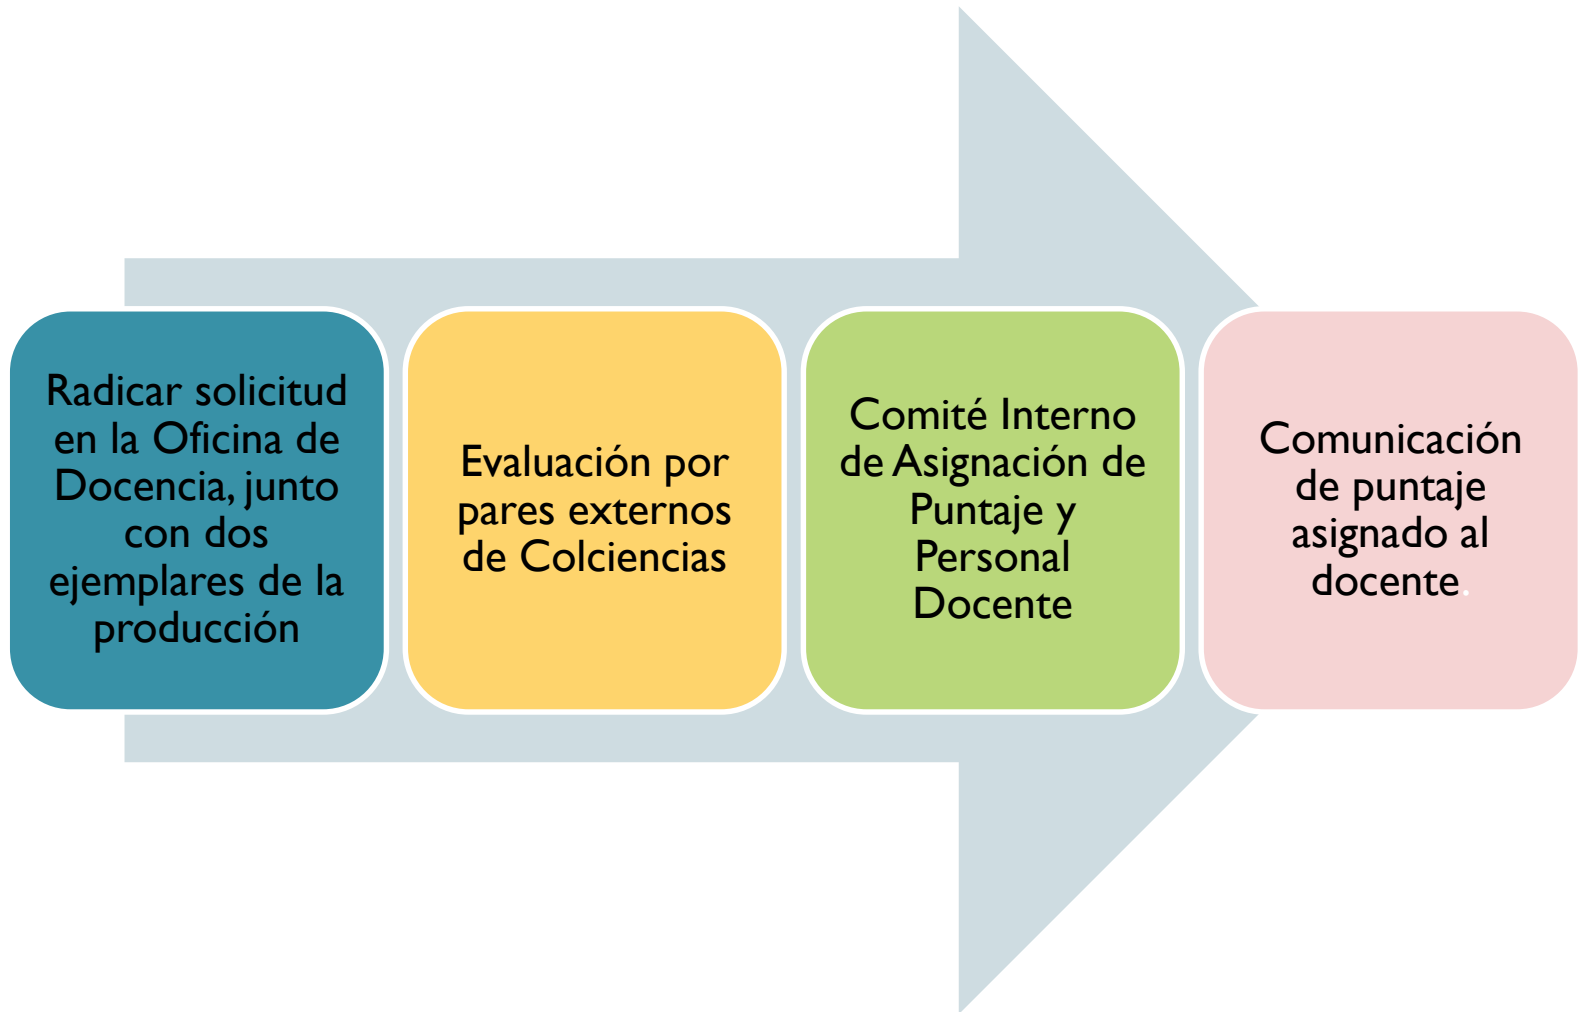 Radicar solicitud
en la Oficina de
Docencia, junto
con dos
ejemplares de la
producción
Evaluación por
pares externos
de Colciencias
Comité Interno
de Asignación de
Puntaje y
Personal
Docente
Comunicación
de puntaje
asignado al
docente.